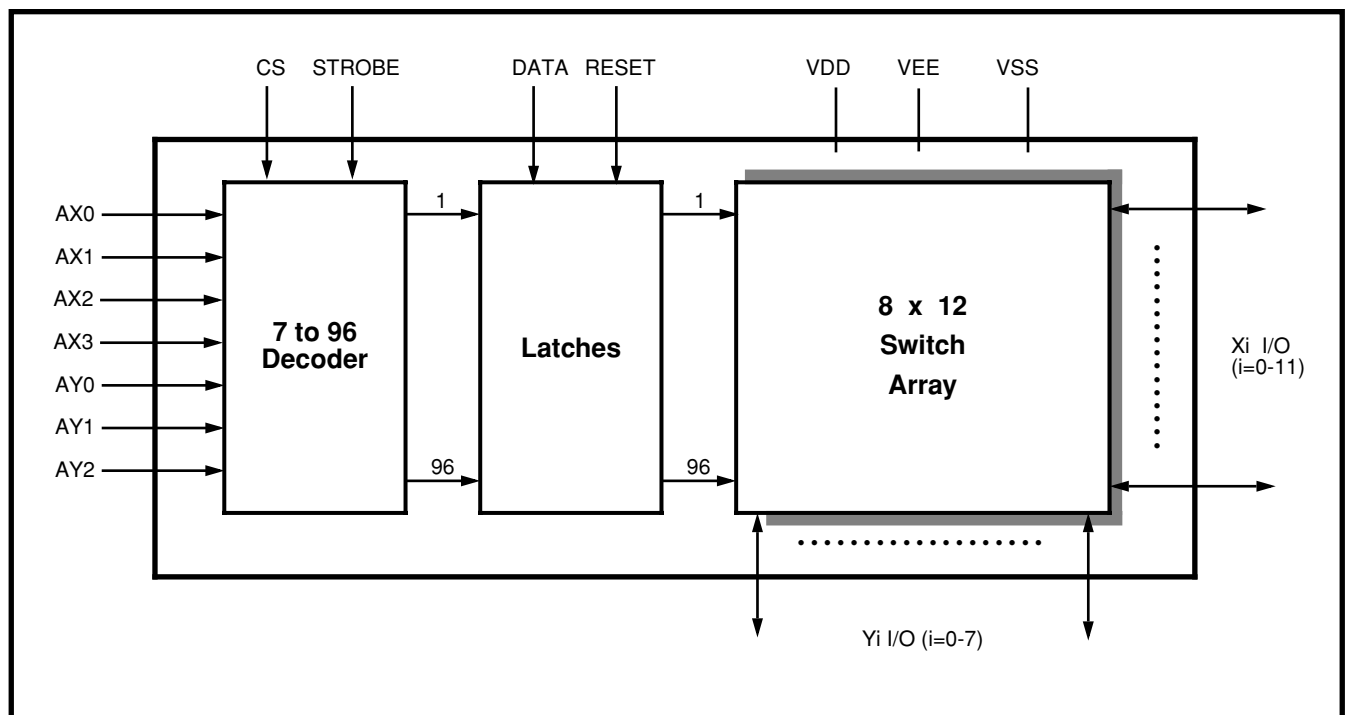 CS STROBE DATA RESET VDD VEE VSS
AX0
AX1
AX2
AX3
AY0
AY1
AY2
7 to 96
Decoder
1
96
Latches
1
96
8 x 12
Switch
Array
Xi I/O
(i=0-11)
Yi I/O (i=0-7)